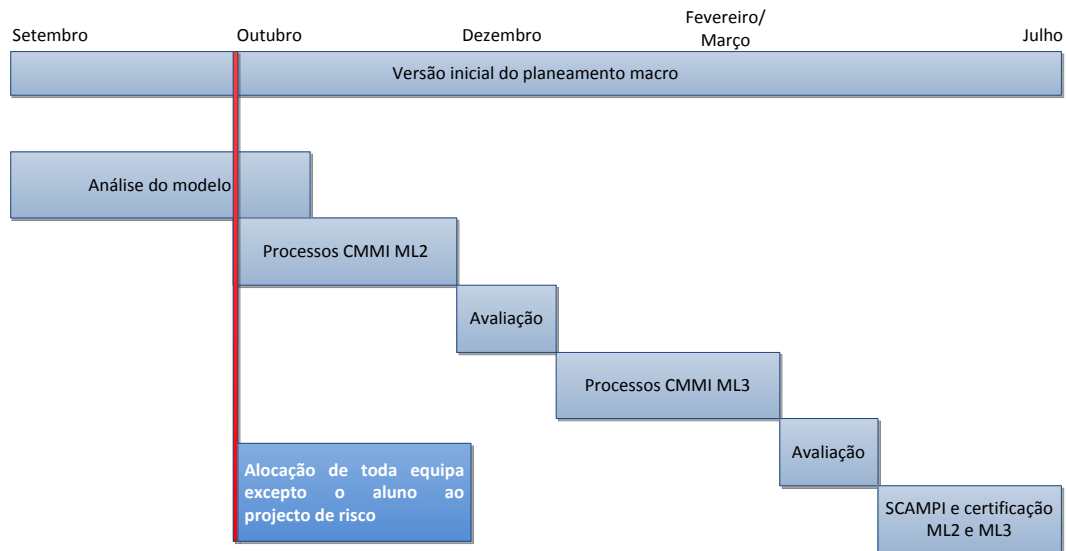 Setembro
Outubro
Dezembro
Fevereiro/
Março
Julho
Versão inicial do planeamento macro
Análise do modelo
Processos CMMI ML2
Avaliação
Processos CMMI ML3
Avaliação
Alocação de toda equipa
excepto o aluno ao
projecto de risco
SCAMPI e certificação
ML2 e ML3